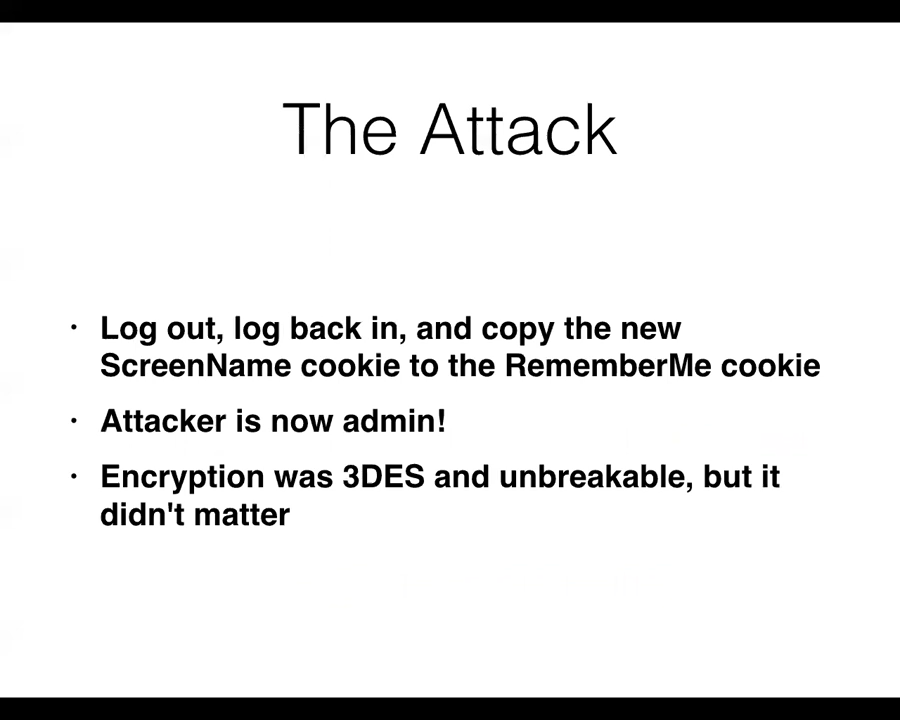 The Attack
• Log out, log back in, and copy the new
ScreenName cookie to the RememberMe cookie
• Attacker is now admin!
• Encryption was 3DES and unbreakable, but it
didn't matter